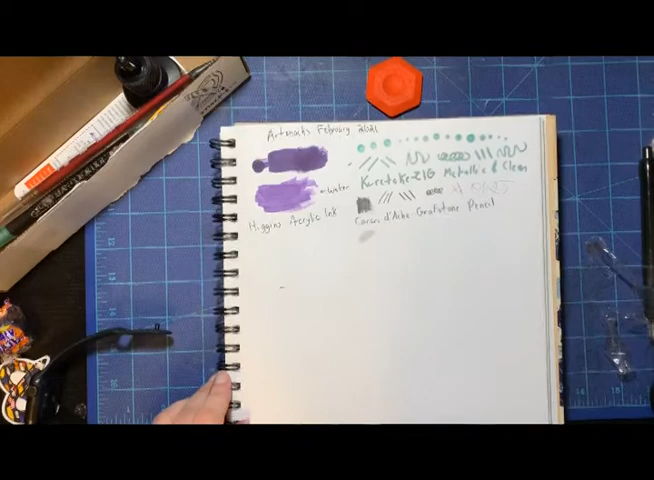 Artsnacks February 2021
+ water
Kuretake ZIG Metallic & Clean
Higgins Acrylic Ink
Caran d'Ache Grafstone Pencil